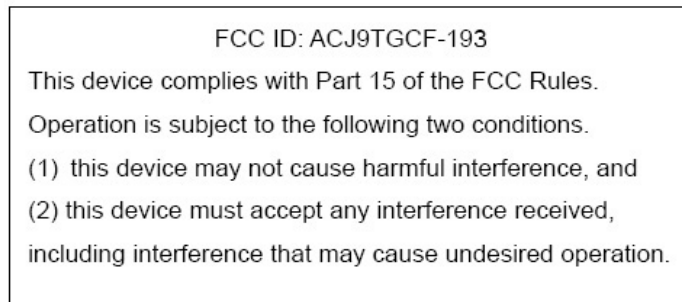 FCC ID: ACJ9TGCF-193
This device complies with Part 15 of the FCC Rules.
Operation is subject to the following two conditions.
(1) this device may not cause harmful interference, and
(2) this device must accept any interference received,
including interference that may cause undesired operation.